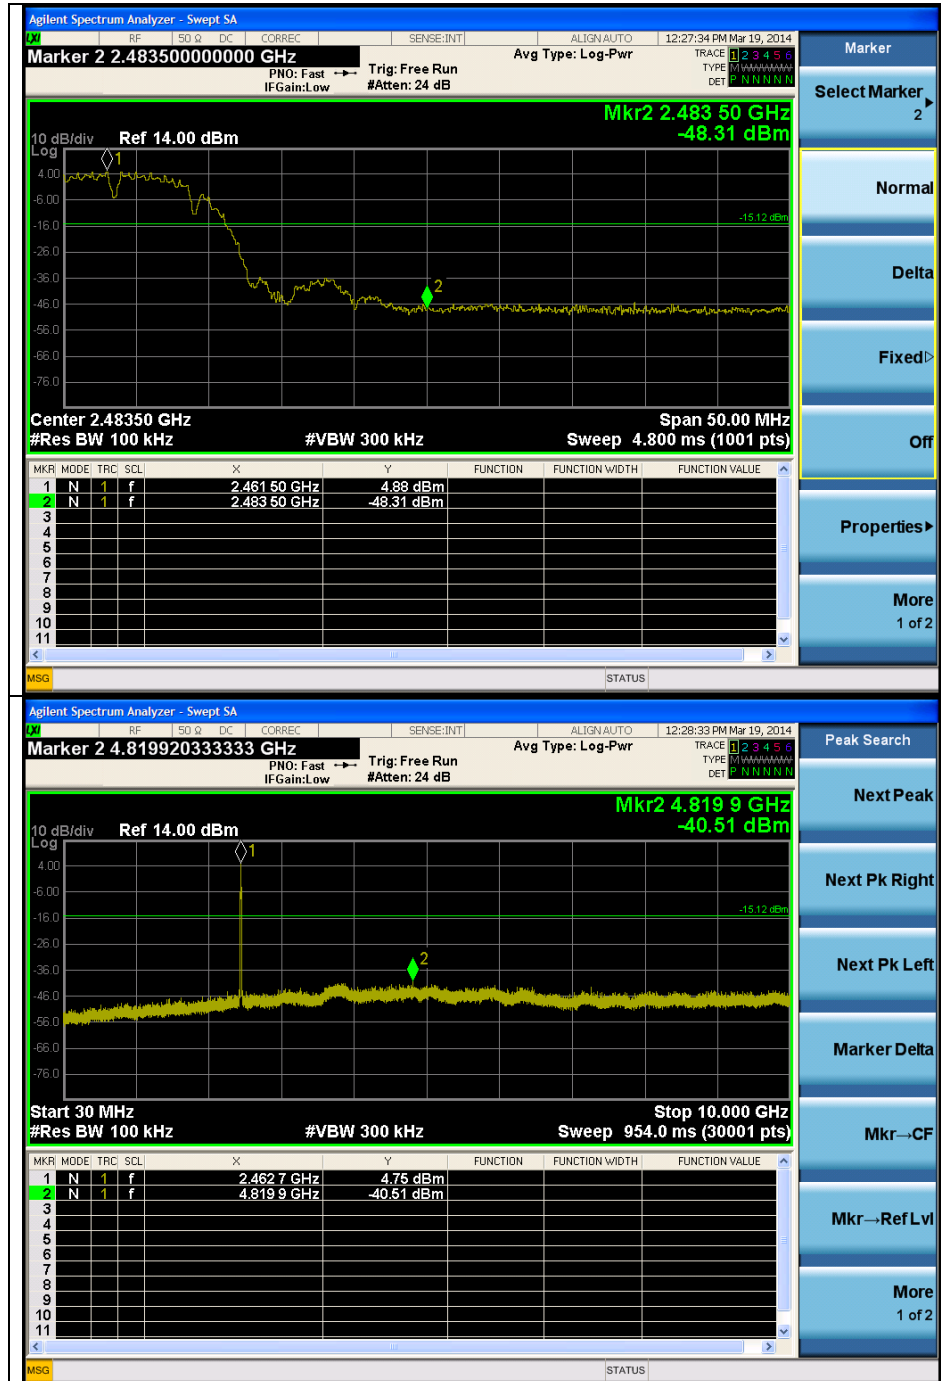 Agilent Spectrum Analyzer - Swept SA
LXI RF 50 Ω DC CORREC SENSE:INT ALIGN AUTO 12:27:34 PM Mar 19, 2014
Marker 2 2.483500000000 GHz Avg Type: Log-Pwr TRACE 1 2 3 4 5 6
PNO: Fast Trig: Free Run TYPE M WWWWW
IFGain:Low #Atten: 24 dB DET P N N N N N
Mkr2 2.483 50 GHz
10 dB/div Ref 14.00 dBm -48.31 dBm
Log
1
4.00
-6.00
-15.12 dBm
-16.0
-26.0
-36.0
2
-46.0
-56.0
-66.0
-76.0
Center 2.48350 GHz Span 50.00 MHz
#Res BW 100 kHz #VBW 300 kHz Sweep 4.800 ms (1001 pts)
MKR MODE TRC SCL X Y FUNCTION FUNCTION WIDTH FUNCTION VALUE
1 N 1 f 2.461 50 GHz 4.88 dBm
2 N 1 f 2.483 50 GHz -48.31 dBm
3
4
5
6
7
8
9
10
11
MSG STATUS
Marker
Select Marker
2
Normal
Delta
Fixed
Off
Properties
More
1 of 2
Agilent Spectrum Analyzer - Swept SA
LXI RF 50 Ω DC CORREC SENSE:INT ALIGN AUTO 12:28:33 PM Mar 19, 2014
Marker 2 4.819920333333 GHz Avg Type: Log-Pwr TRACE 1 2 3 4 5 6
PNO: Fast Trig: Free Run TYPE M WWWWW
IFGain:Low #Atten: 24 dB DET P N N N N N
Mkr2 4.819 9 GHz
10 dB/div Ref 14.00 dBm -40.51 dBm
Log
1
4.00
-6.00
-15.12 dBm
-16.0
-26.0
2
-36.0
-46.0
-56.0
-66.0
-76.0
Start 30 MHz Stop 10.000 GHz
#Res BW 100 kHz #VBW 300 kHz Sweep 954.0 ms (30001 pts)
MKR MODE TRC SCL X Y FUNCTION FUNCTION WIDTH FUNCTION VALUE
1 N 1 f 2.462 7 GHz 4.75 dBm
2 N 1 f 4.819 9 GHz -40.51 dBm
3
4
5
6
7
8
9
10
11
MSG STATUS
Peak Search
Next Peak
Next Pk Right
Next Pk Left
Marker Delta
Mkr→CF
Mkr→Ref Lvl
More
1 of 2